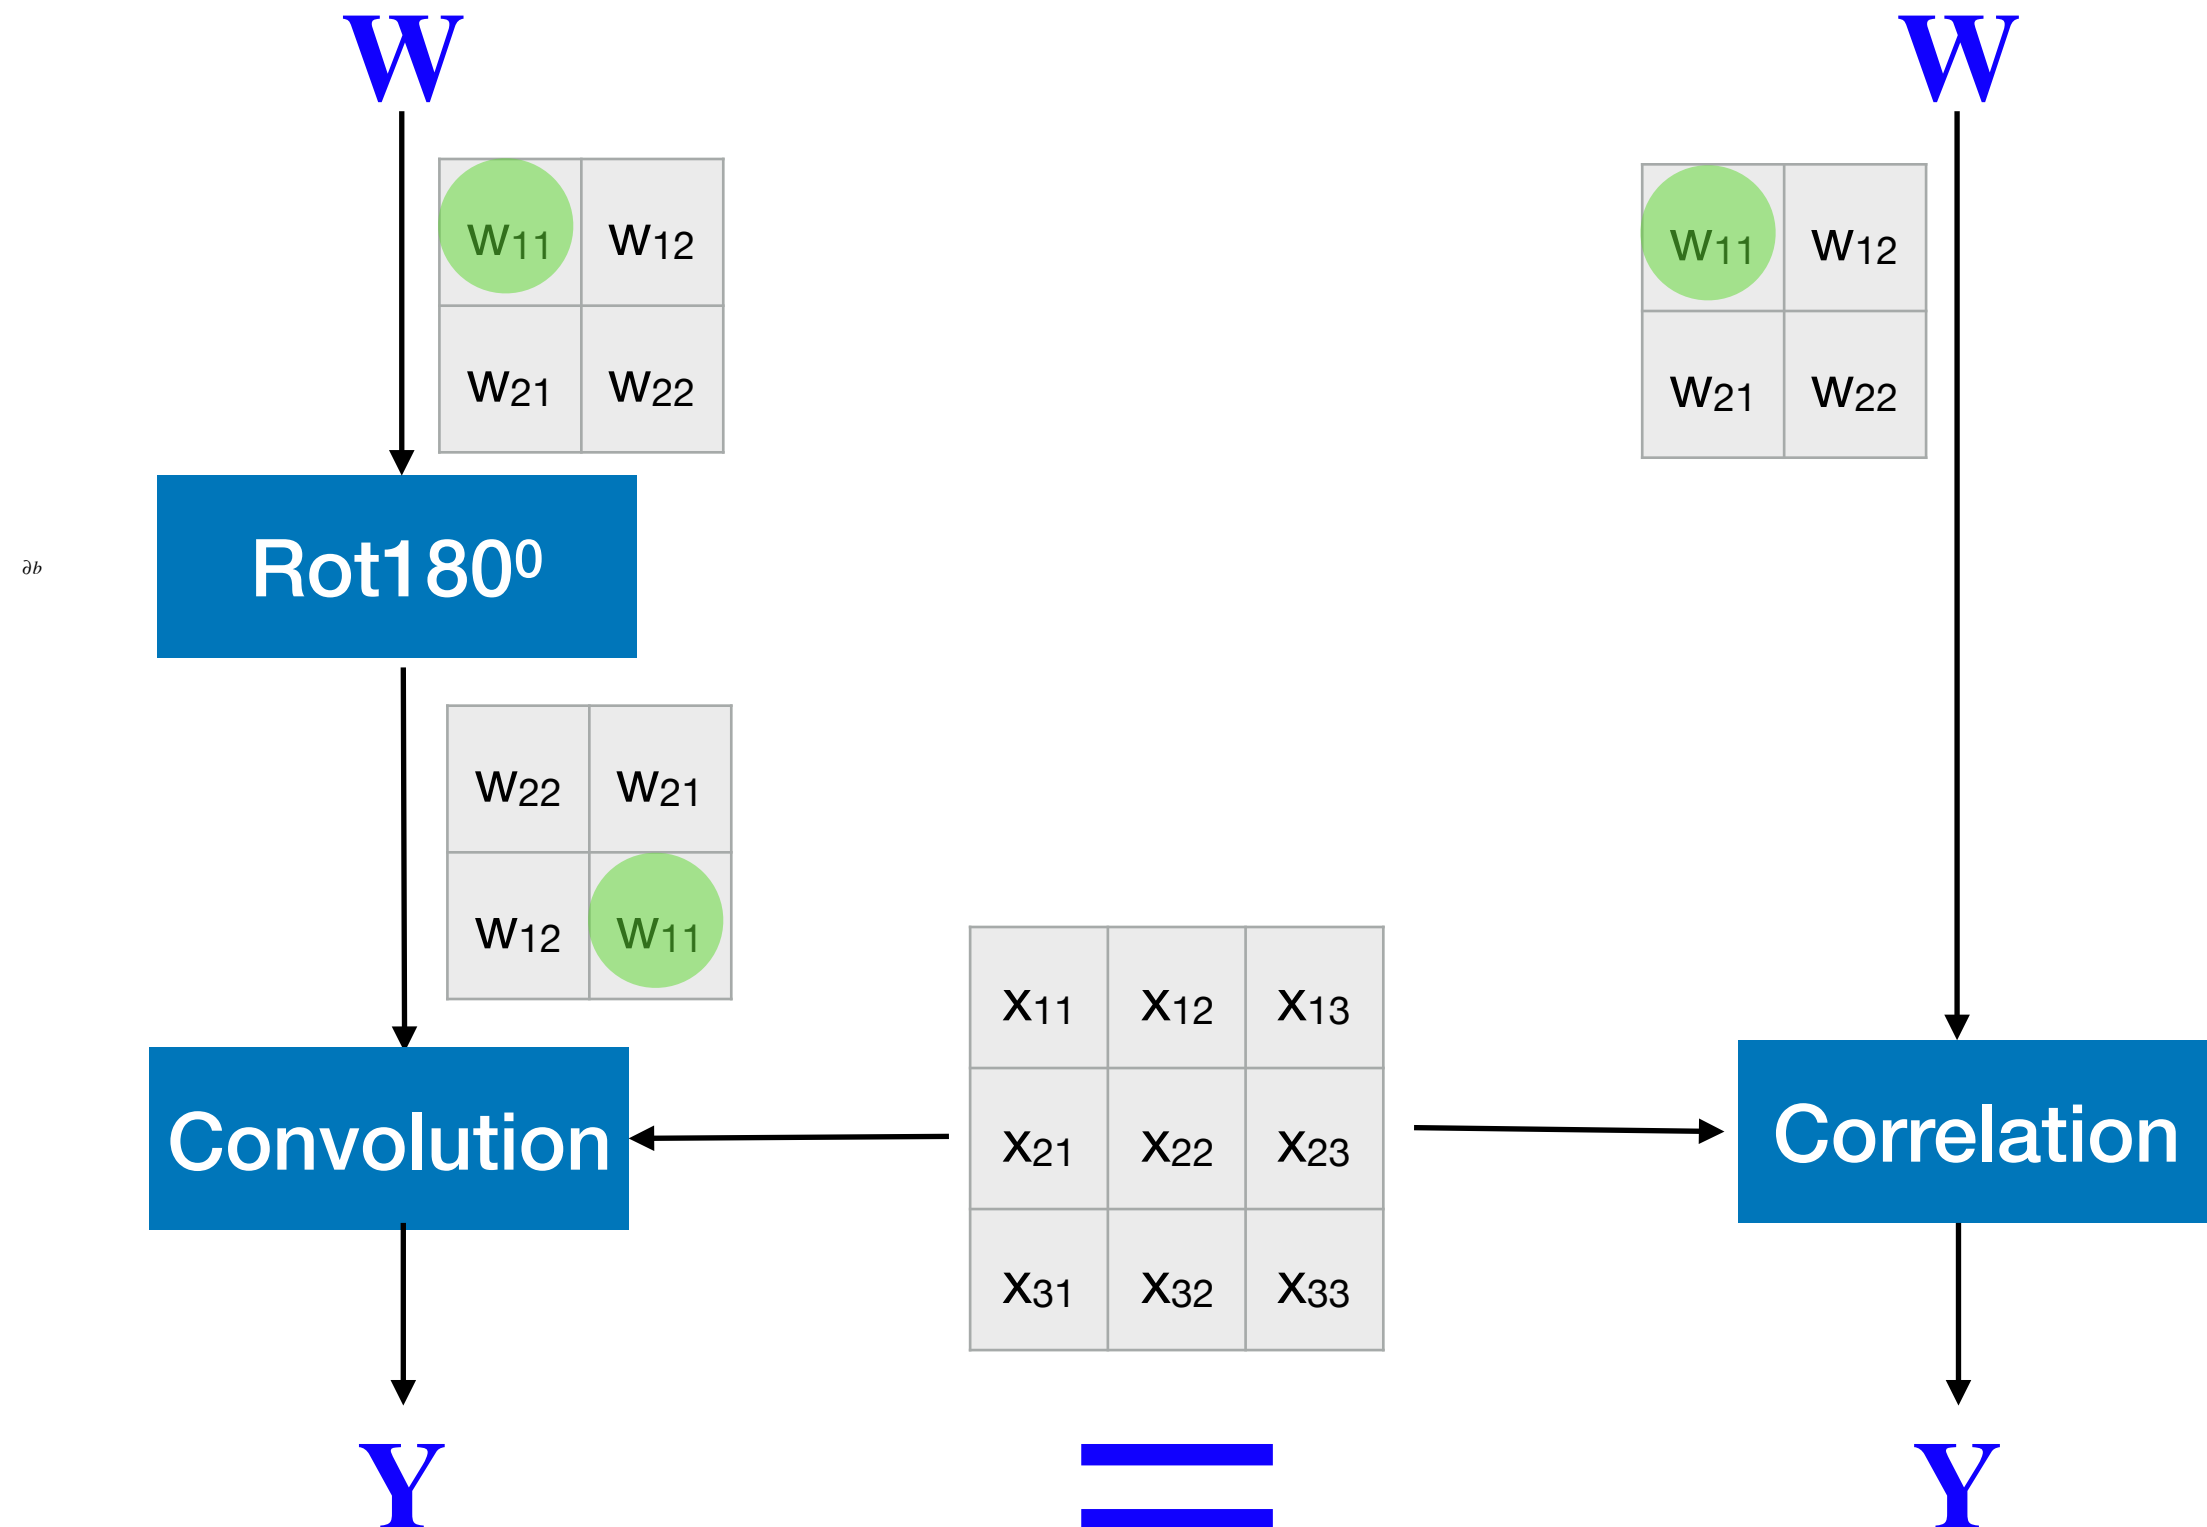 W
W
w11 w12
w21 w22
w11 w12
w21 w22
∂b
Rot180⁰
w22 w21
w12 w11
x11 x12 x13
x21 x22 x23
x31 x32 x33
Convolution
Correlation
Y
=
Y